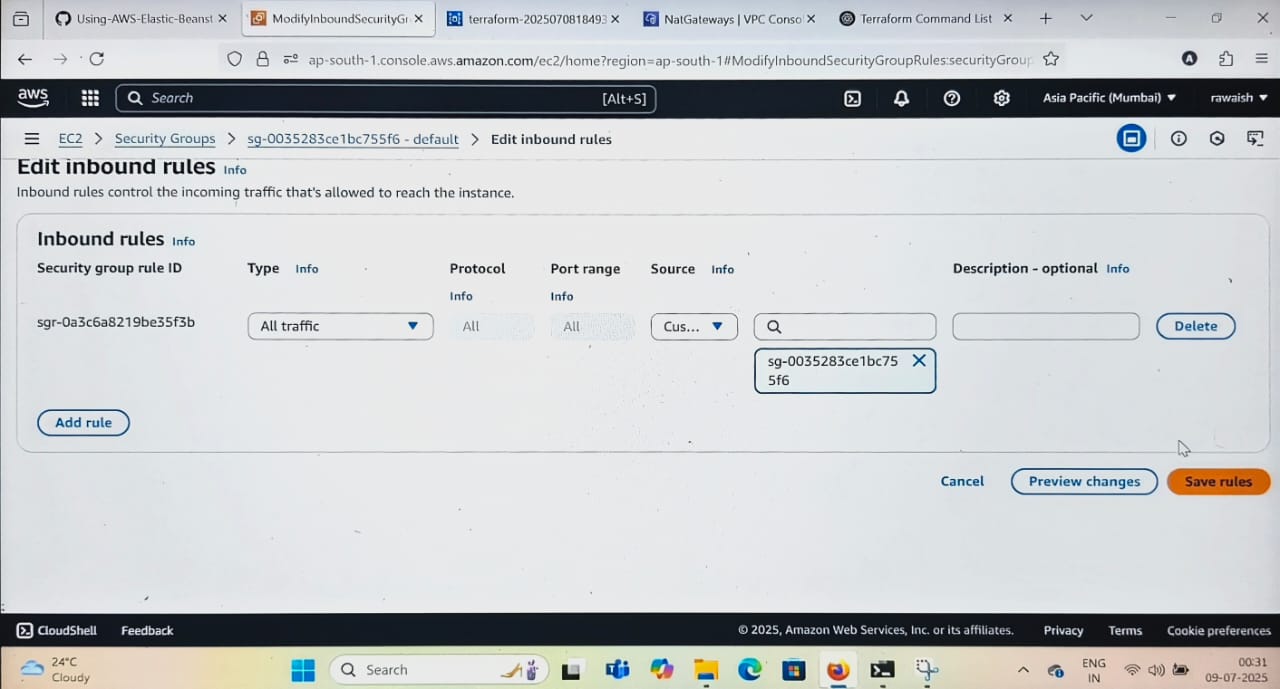 Using-AWS-Elastic-Beanst
ModifyInboundSecurityGr
terraform-2025070818493
NatGateways | VPC Conso
Terraform Command List
ap-south-1.console.aws.amazon.com/ec2/home?region=ap-south-1#ModifyInboundSecurityGroupRules:securityGroup
A
aws
Search
[Alt+S]
Asia Pacific (Mumbai)
rawaish
EC2 > Security Groups > sg-0035283ce1bc755f6 - default > Edit inbound rules
Edit inbound rules Info
Inbound rules control the incoming traffic that's allowed to reach the instance.
Inbound rules Info
Security group rule ID
Type Info
Protocol
Info
Port range
Info
Source Info
Description - optional Info
sgr-0a3c6a8219be35f3b
All traffic
All
All
Cus...
sg-0035283ce1bc75
5f6
Delete
Add rule
Cancel
Preview changes
Save rules
CloudShell
Feedback
© 2025, Amazon Web Services, Inc. or its affiliates.
Privacy
Terms
Cookie preferences
24°C
Cloudy
Search
ENG
IN
00:31
09-07-2025